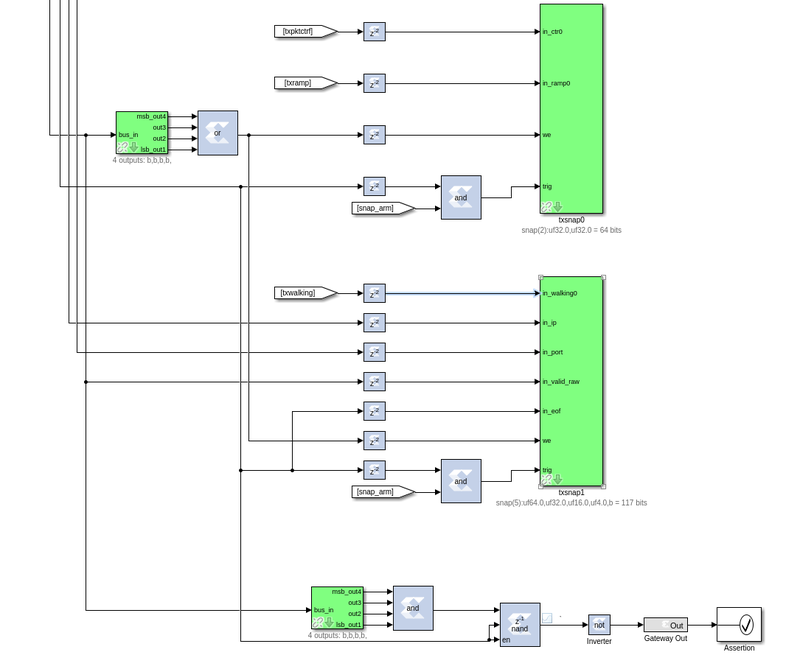 [txpktctrf]
z⁻²
in_ctr0
[txramp]
z⁻²
in_ramp0
bus_in
msb_out4
out3
out2
lsb_out1
4 outputs: b,b,b,b,
or
z⁻²
we
z⁻²
[snap_arm]
and
trig
txsnap0
snap(2):uf32.0,uf32.0 = 64 bits
[txwalking]
z⁻²
in_walking0
z⁻²
in_ip
z⁻²
in_port
z⁻²
in_valid_raw
z⁻²
in_eof
z⁻²
we
z⁻²
[snap_arm]
and
trig
txsnap1
snap(5):uf64.0,uf32.0,uf16.0,uf4.0,b = 117 bits
bus_in
msb_out4
out3
out2
lsb_out1
4 outputs: b,b,b,b,
and
z⁻¹
nand
en
not
Inverter
Out
Gateway Out
Assertion